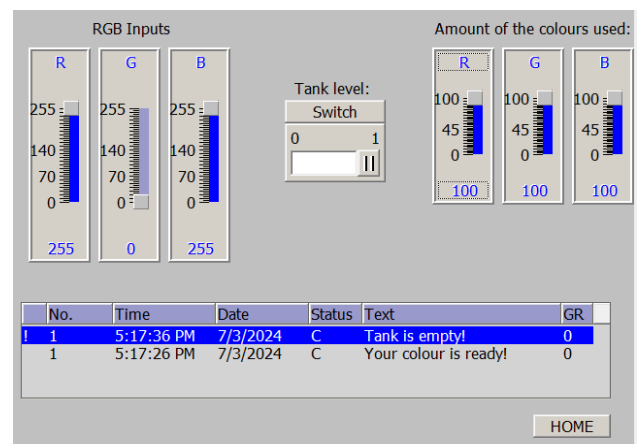 RGB Inputs
Amount of the colours used:
R G B
255 255 255
140 140 140
70 70 70
0 0 0
255 0 255
Tank level:
Switch
0 1
R G B
100 100 100
45 45 45
0 0 0
100 100 100
No. Time Date Status Text GR
! 1 5:17:36 PM 7/3/2024 C Tank is empty! 0
1 5:17:26 PM 7/3/2024 C Your colour is ready! 0
HOME